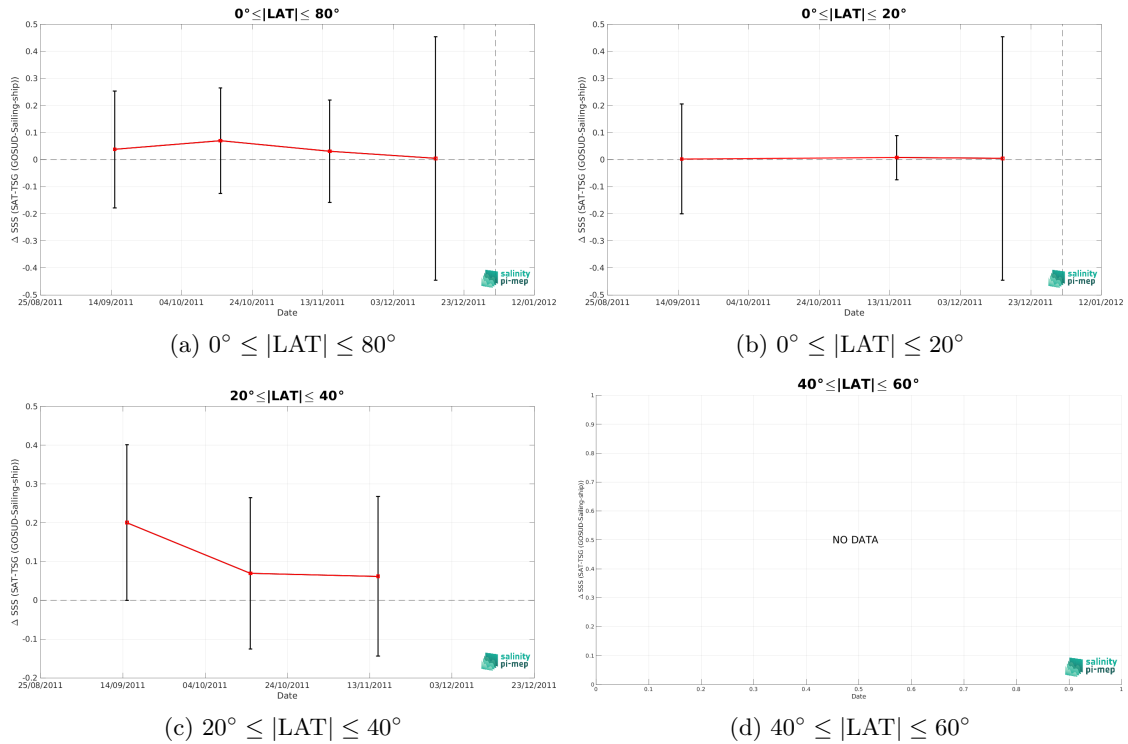 0°≤|LAT|≤ 80°
Δ SSS (SAT-TSG (GOSUD-Sailing-ship))
0.5
0.4
0.3
0.2
0.1
0
-0.1
-0.2
-0.3
-0.4
-0.5
salinity
pi-mep
25/08/2011 14/09/2011 04/10/2011 24/10/2011 13/11/2011 03/12/2011 23/12/2011 12/01/2012
Date
(a) 0° ≤ |LAT| ≤ 80°
0°≤|LAT|≤ 20°
Δ SSS (SAT-TSG (GOSUD-Sailing-ship))
0.5
0.4
0.3
0.2
0.1
0
-0.1
-0.2
-0.3
-0.4
-0.5
salinity
pi-mep
25/08/2011 14/09/2011 04/10/2011 24/10/2011 13/11/2011 03/12/2011 23/12/2011 12/01/2012
Date
(b) 0° ≤ |LAT| ≤ 20°
20°≤|LAT|≤ 40°
Δ SSS (SAT-TSG (GOSUD-Sailing-ship))
0.5
0.4
0.3
0.2
0.1
0
-0.1
-0.2
salinity
pi-mep
25/08/2011 14/09/2011 04/10/2011 24/10/2011 13/11/2011 03/12/2011 23/12/2011
Date
(c) 20° ≤ |LAT| ≤ 40°
40°≤|LAT|≤ 60°
Δ SSS (SAT-TSG (GOSUD-Sailing-ship))
1
0.9
0.8
0.7
0.6
0.5
0.4
0.3
0.2
0.1
0
NO DATA
salinity
pi-mep
0 0.1 0.2 0.3 0.4 0.5 0.6 0.7 0.8 0.9 1
(d) 40° ≤ |LAT| ≤ 60°